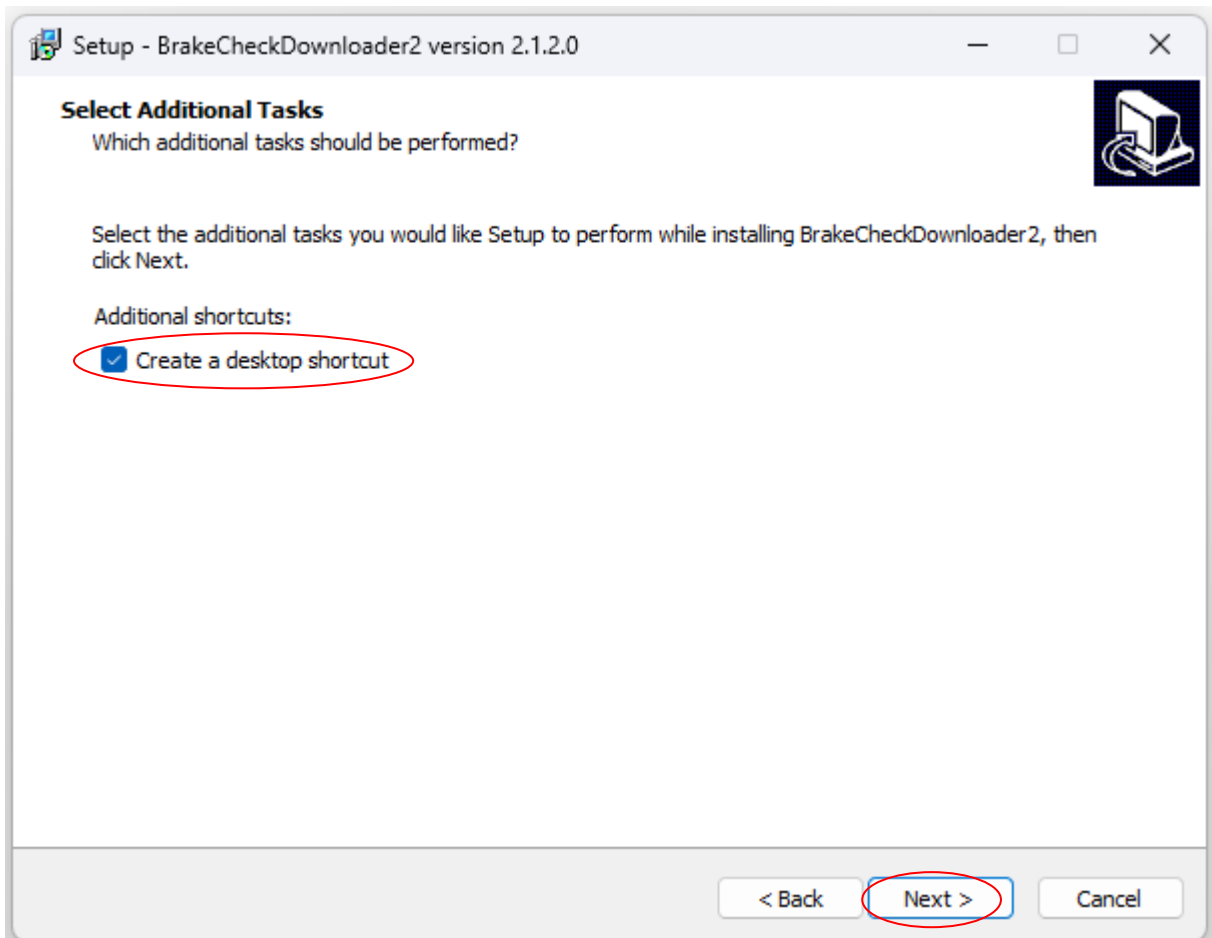 Setup - BrakeCheckDownloader2 version 2.1.2.0
Select Additional Tasks
Which additional tasks should be performed?
Select the additional tasks you would like Setup to perform while installing BrakeCheckDownloader2, then
click Next.
Additional shortcuts:
Create a desktop shortcut
< Back
Next >
Cancel